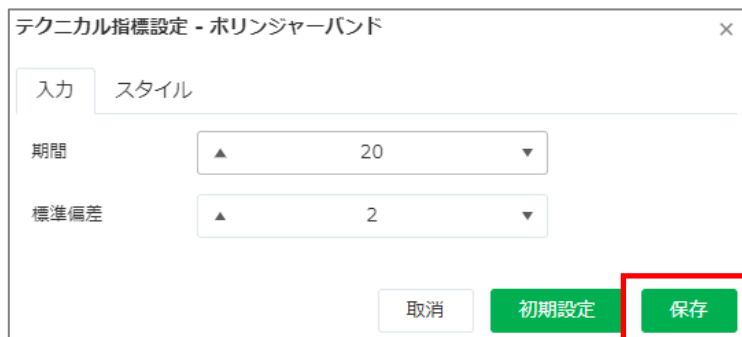 テクニカル指標設定 - ボリンジャーバンド ×
入力 スタイル
期間 ▲ 20 ▼
標準偏差 ▲ 2 ▼
取消 初期設定 保存